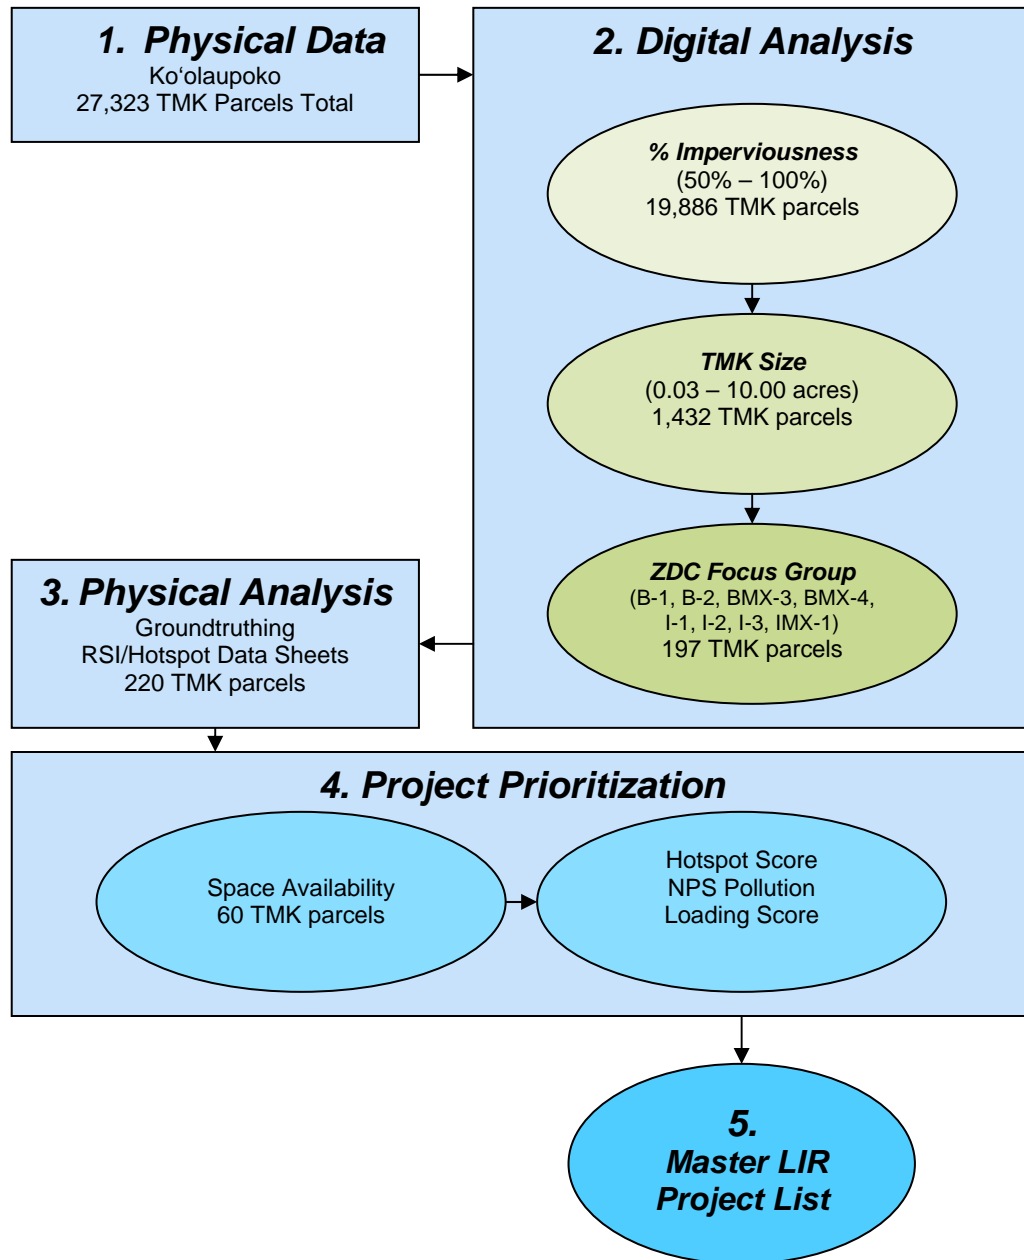 1. Physical Data
Ko‘olaupoko
27,323 TMK Parcels Total
2. Digital Analysis
% Imperviousness
(50% – 100%)
19,886 TMK parcels
TMK Size
(0.03 – 10.00 acres)
1,432 TMK parcels
ZDC Focus Group
(B-1, B-2, BMX-3, BMX-4,
I-1, I-2, I-3, IMX-1)
197 TMK parcels
3. Physical Analysis
Groundtruthing
RSI/Hotspot Data Sheets
220 TMK parcels
4. Project Prioritization
Space Availability
60 TMK parcels
Hotspot Score
NPS Pollution
Loading Score
5.
Master LIR
Project List